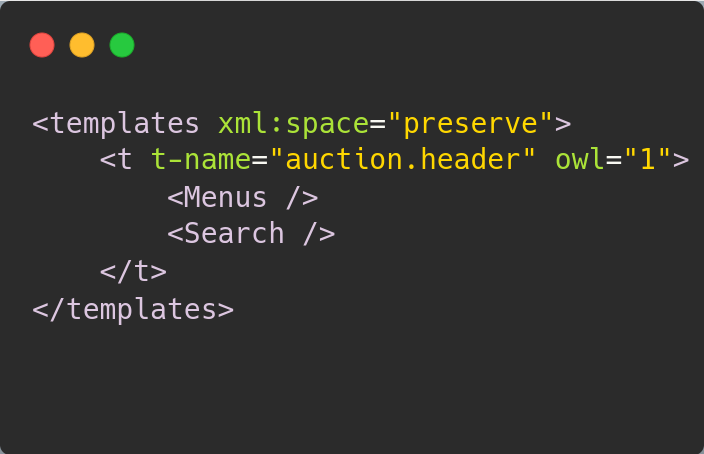 <templates xml:space="preserve">
    <t t-name="auction.header" owl="1">
        <Menus />
        <Search />
    </t>
</templates>